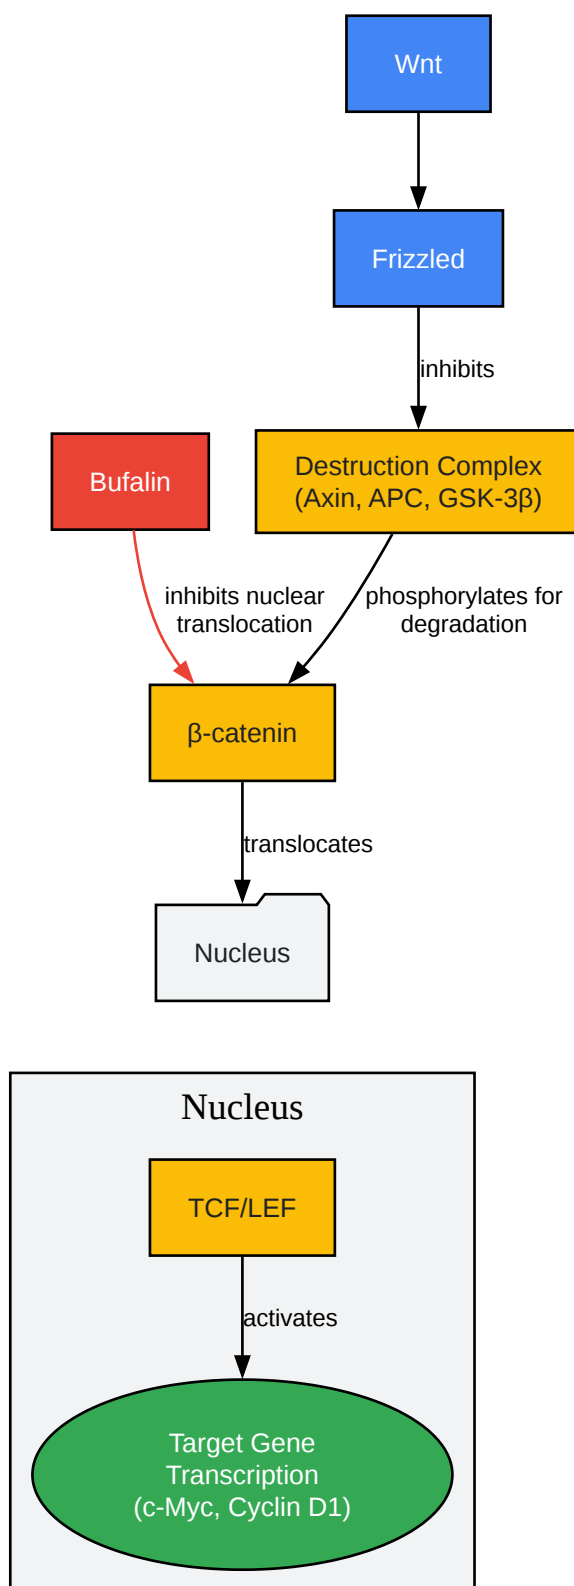 Wnt
Frizzled
inhibits
Bufalin
Destruction Complex
(Axin, APC, GSK-3β)
inhibits nuclear
translocation
phosphorylates for
degradation
β-catenin
translocates
Nucleus
Nucleus
TCF/LEF
activates
Target Gene
Transcription
(c-Myc, Cyclin D1)